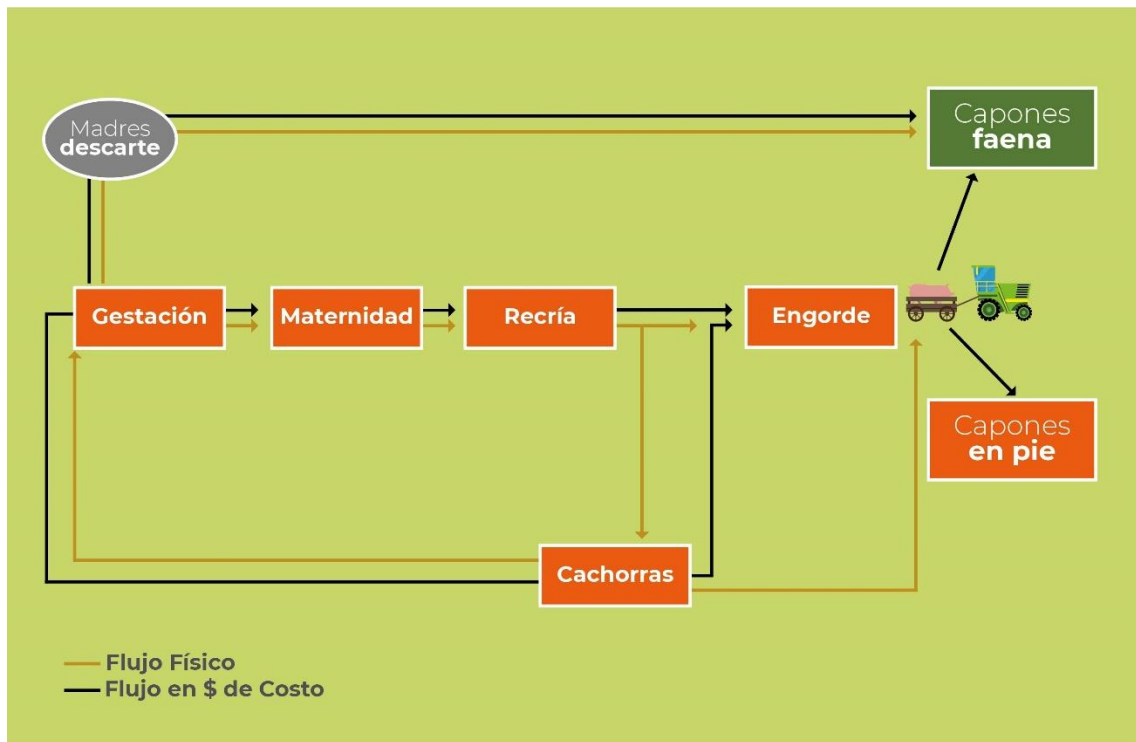 Madres
descarte
Capones
faena
Gestación
Maternidad
Recría
Engorde
Capones
en pie
Cachorras
Flujo Físico
Flujo en $ de Costo